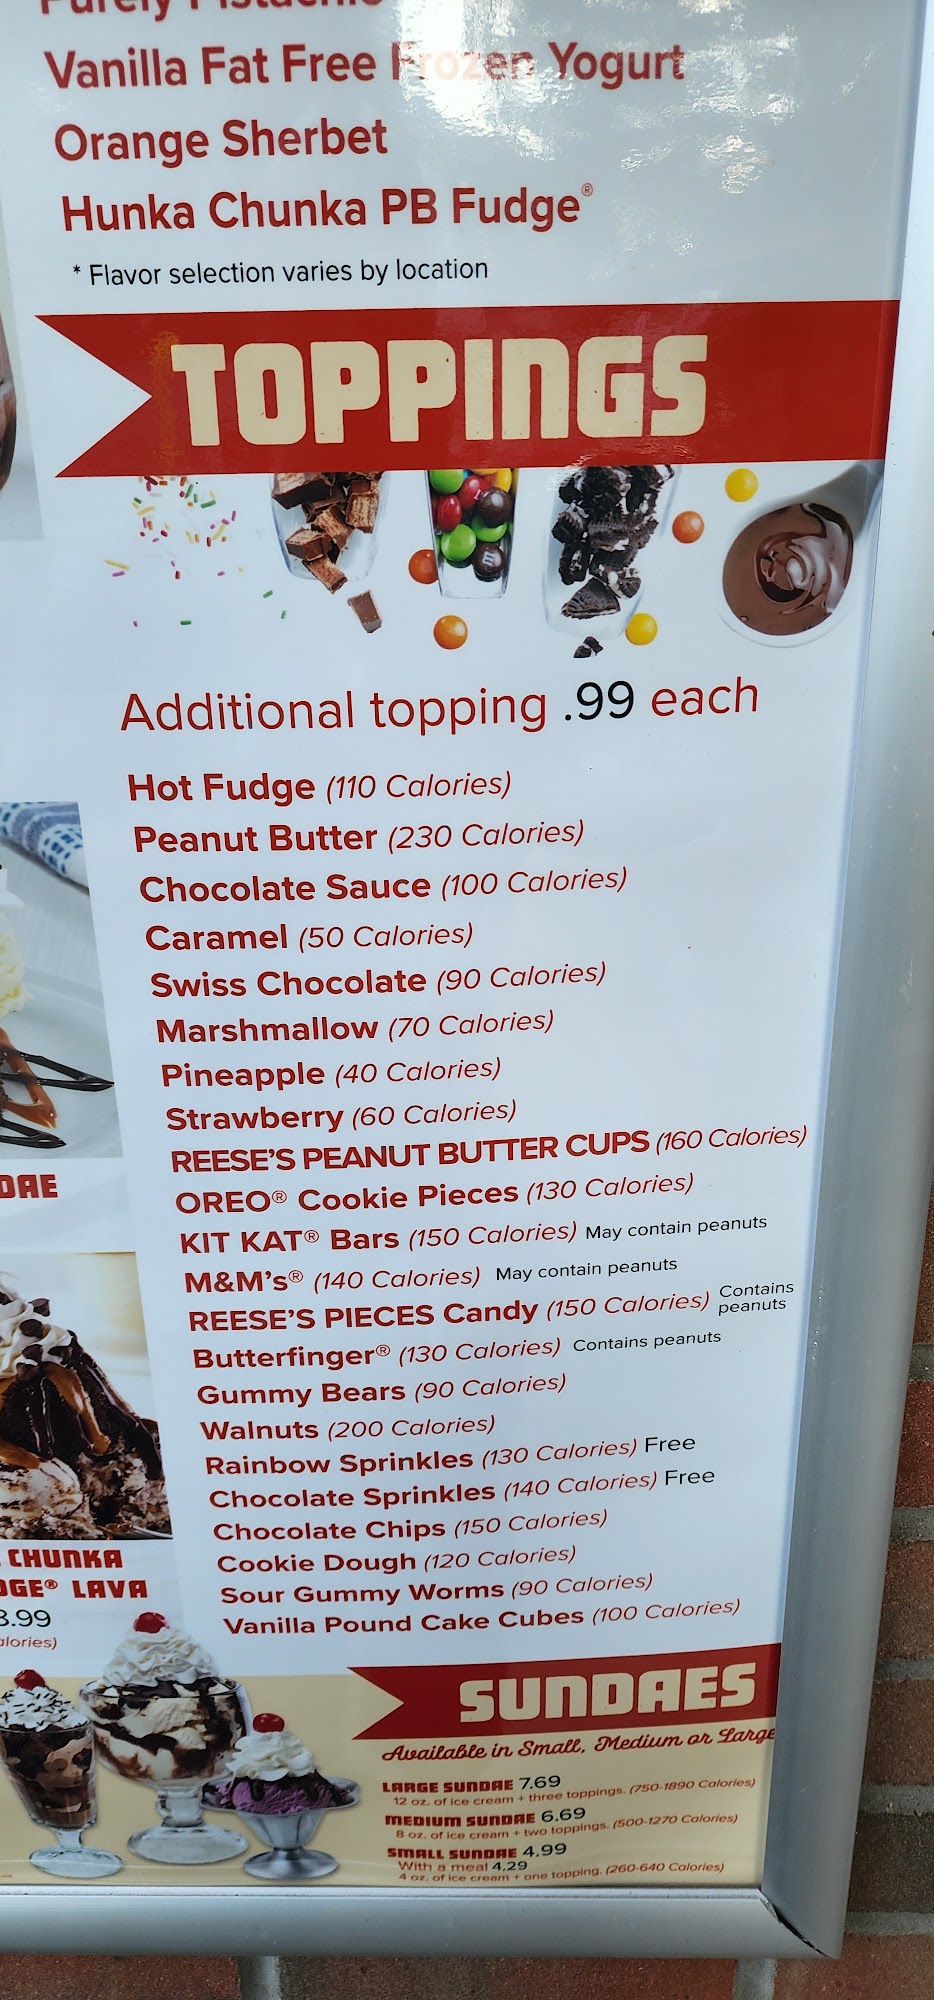 Purely Pistachio
Vanilla Fat Free Frozen Yogurt
Orange Sherbet
Hunka Chunka PB Fudge®
* Flavor selection varies by location
TOPPINGS
Additional topping .99 each
Hot Fudge (110 Calories)
Peanut Butter (230 Calories)
Chocolate Sauce (100 Calories)
Caramel (50 Calories)
Swiss Chocolate (90 Calories)
Marshmallow (70 Calories)
Pineapple (40 Calories)
Strawberry (60 Calories)
REESE'S PEANUT BUTTER CUPS (160 Calories)
OREO® Cookie Pieces (130 Calories)
KIT KAT® Bars (150 Calories) May contain peanuts
M&M's® (140 Calories) May contain peanuts
REESE'S PIECES Candy (150 Calories) Contains peanuts
Butterfinger® (130 Calories) Contains peanuts
Gummy Bears (90 Calories)
Walnuts (200 Calories)
Rainbow Sprinkles (130 Calories) Free
Chocolate Sprinkles (140 Calories) Free
Chocolate Chips (150 Calories)
Cookie Dough (120 Calories)
Sour Gummy Worms (90 Calories)
Vanilla Pound Cake Cubes (100 Calories)
DAE
CHUNKA
DGE® LAVA
8.99
alories)
SUNDAES
Available in Small, Medium or Large
LARGE SUNDAE 7.69
12 oz. of ice cream + three toppings. (750-1890 Calories)
MEDIUM SUNDAE 6.69
8 oz. of ice cream + two toppings. (500-1270 Calories)
SMALL SUNDAE 4.99
With a meal 4.29
4 oz. of ice cream + one topping. (260-640 Calories)